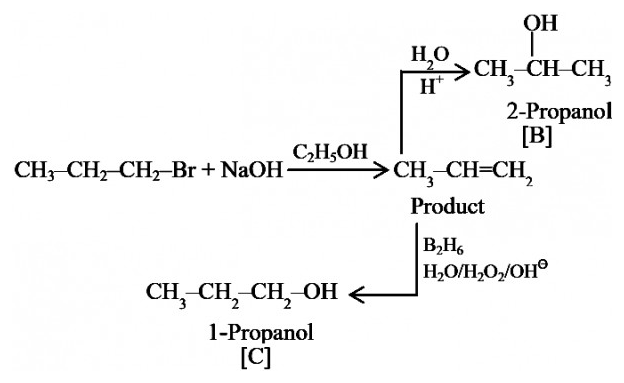 OH
H₂O
H⁺
CH₃–CH–CH₃
2-Propanol
[B]
CH₃–CH₂–CH₂–Br + NaOH
C₂H₅OH
CH₃–CH=CH₂
Product
B₂H₆
H₂O/H₂O₂/OH⊖
CH₃–CH₂–CH₂–OH
1-Propanol
[C]